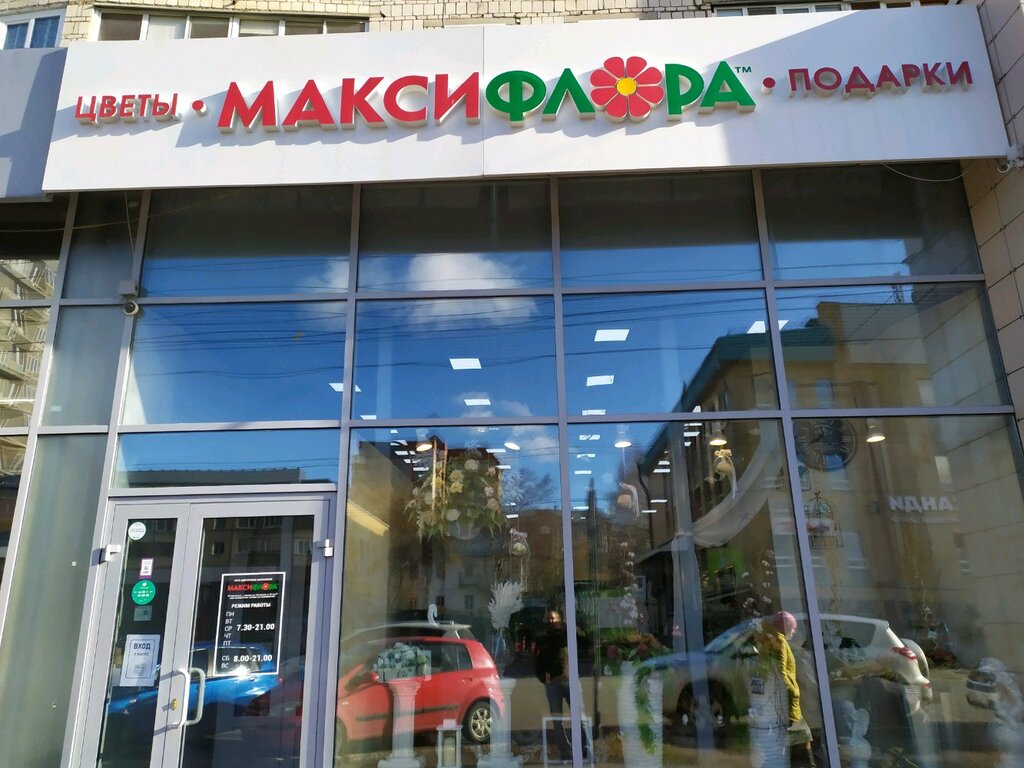 ЦВЕТЫ • МАКСИФЛОРА™ • ПОДАРКИ
МАКСИФЛОРА
РЕЖИМ РАБОТЫ
ПН
ВТ
СР 7.30-21.00
ЧТ
ПТ
СБ 8.00-21.00
ВС
ВХОД